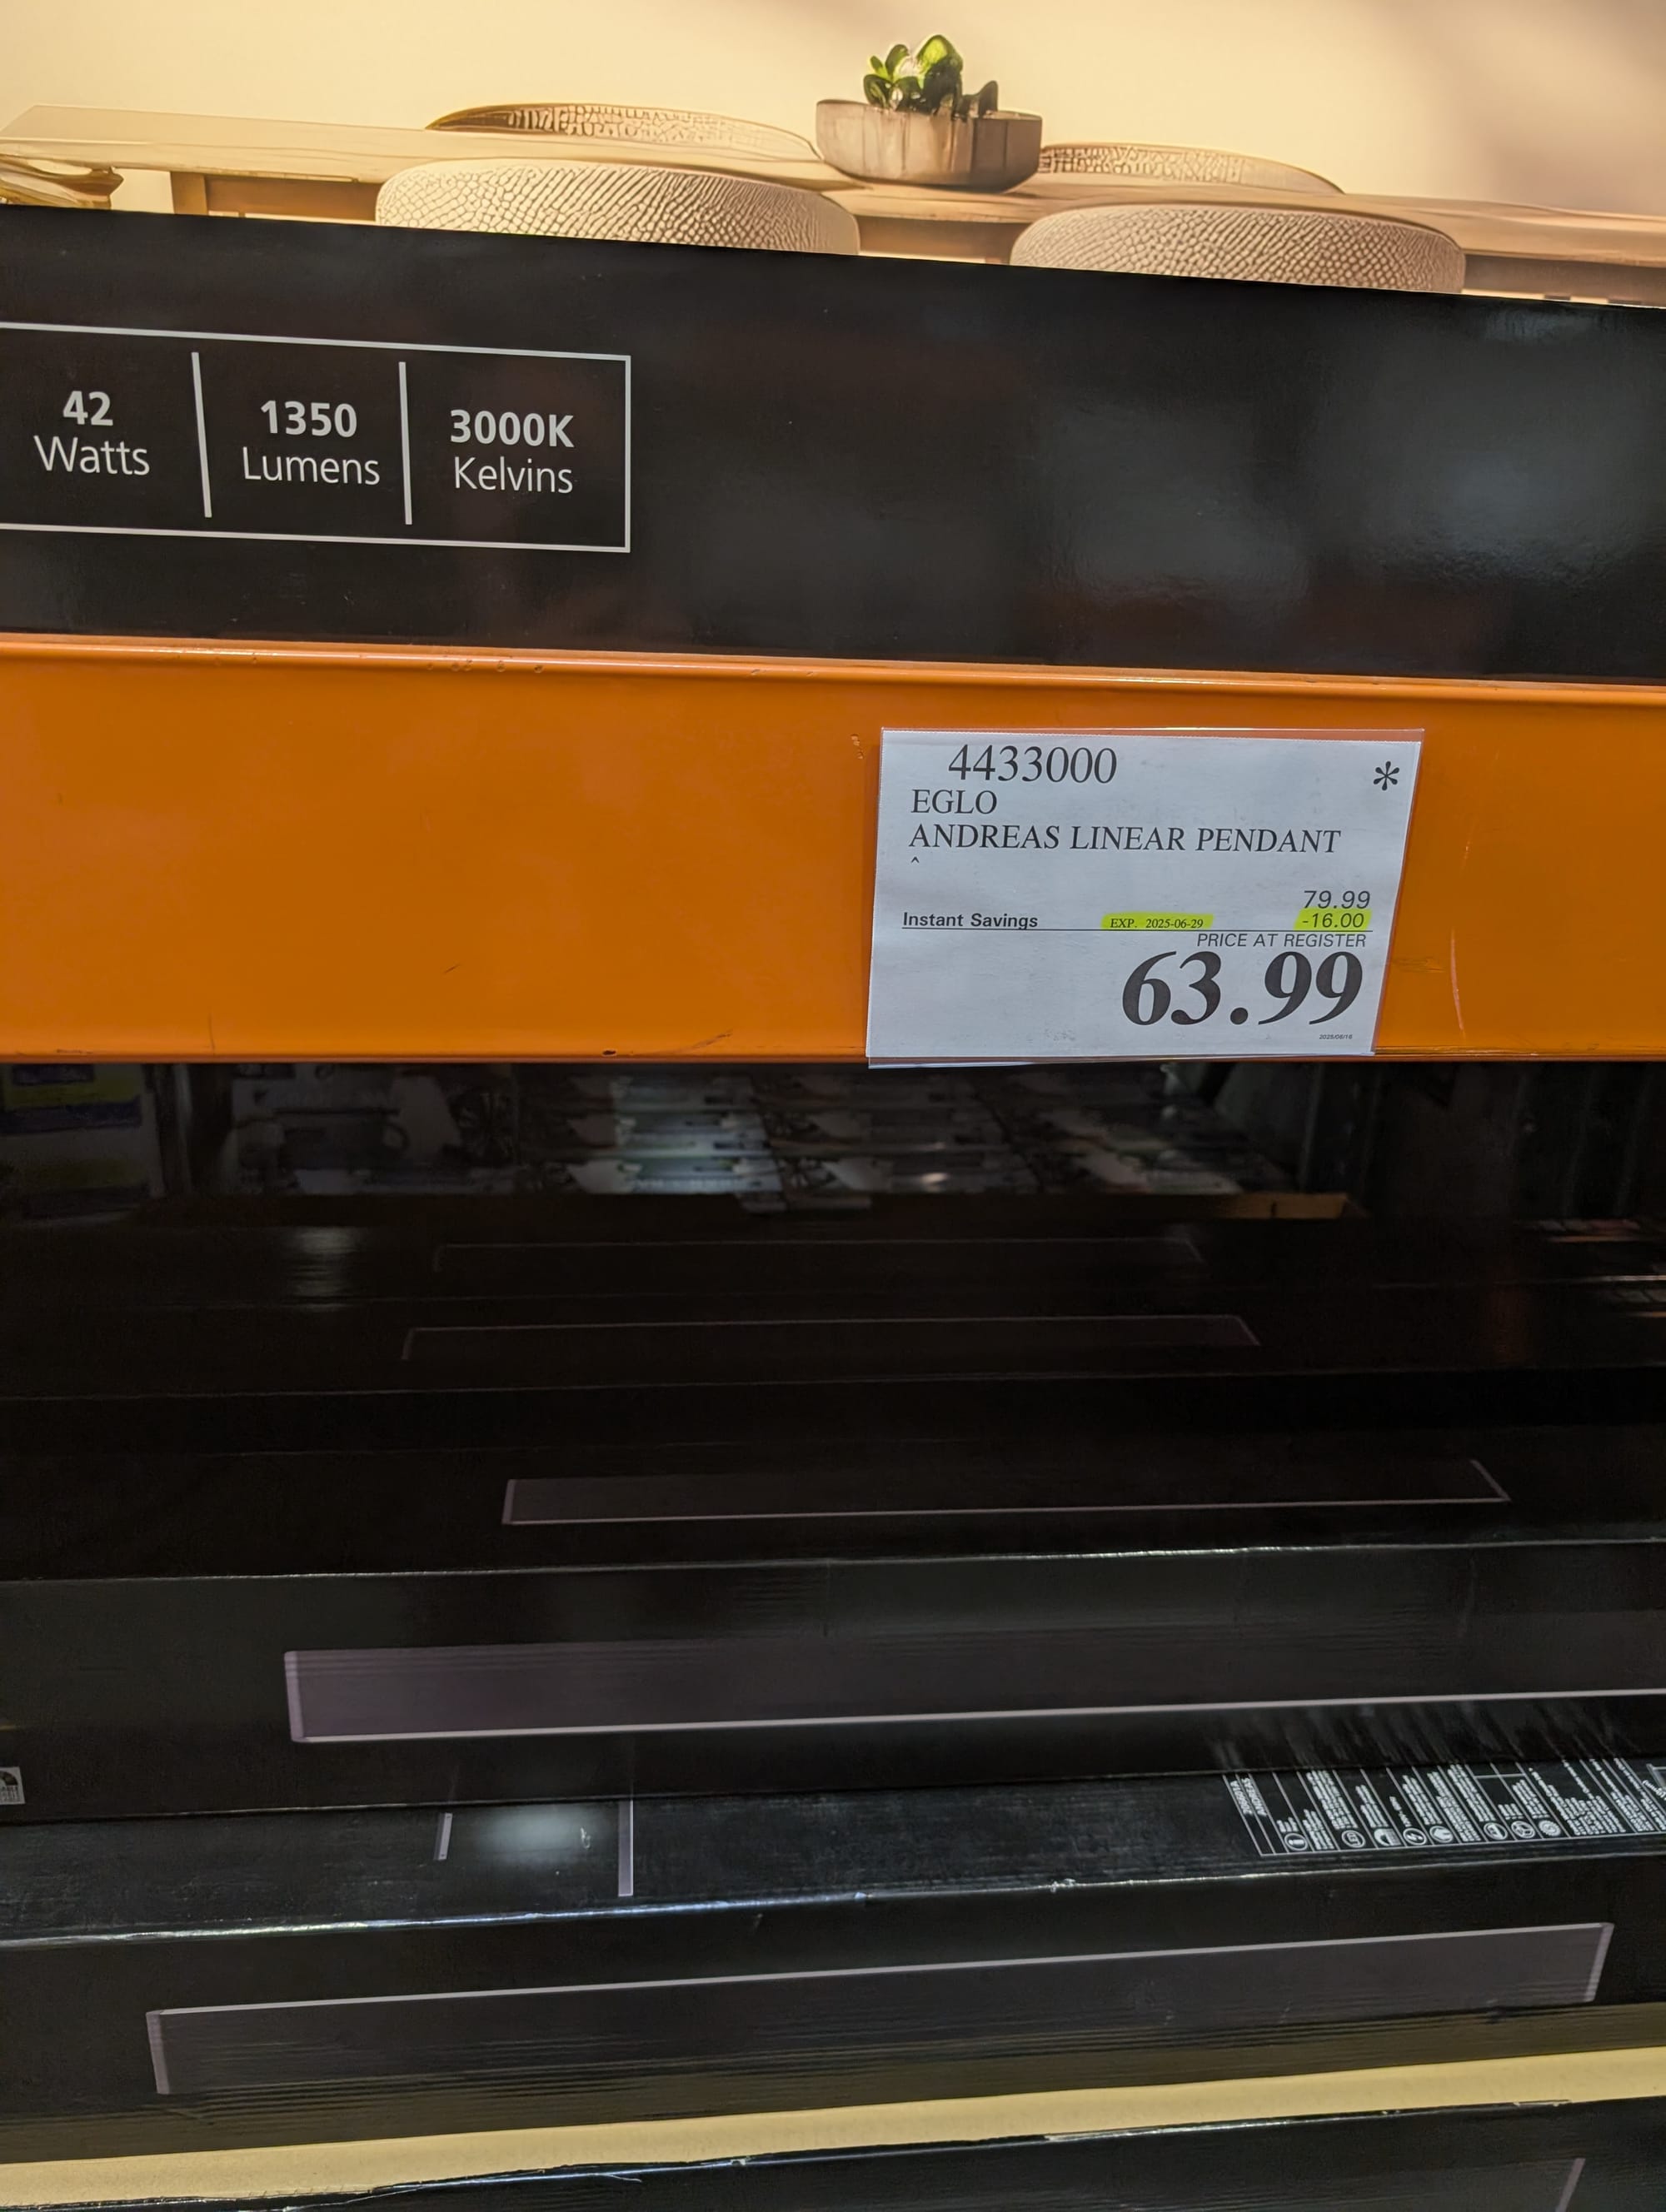 42
Watts
1350
Lumens
3000K
Kelvins
4433000 *
EGLO
ANDREAS LINEAR PENDANT
^
79.99
Instant Savings EXP. 2025-06-29 -16.00
PRICE AT REGISTER
63.99